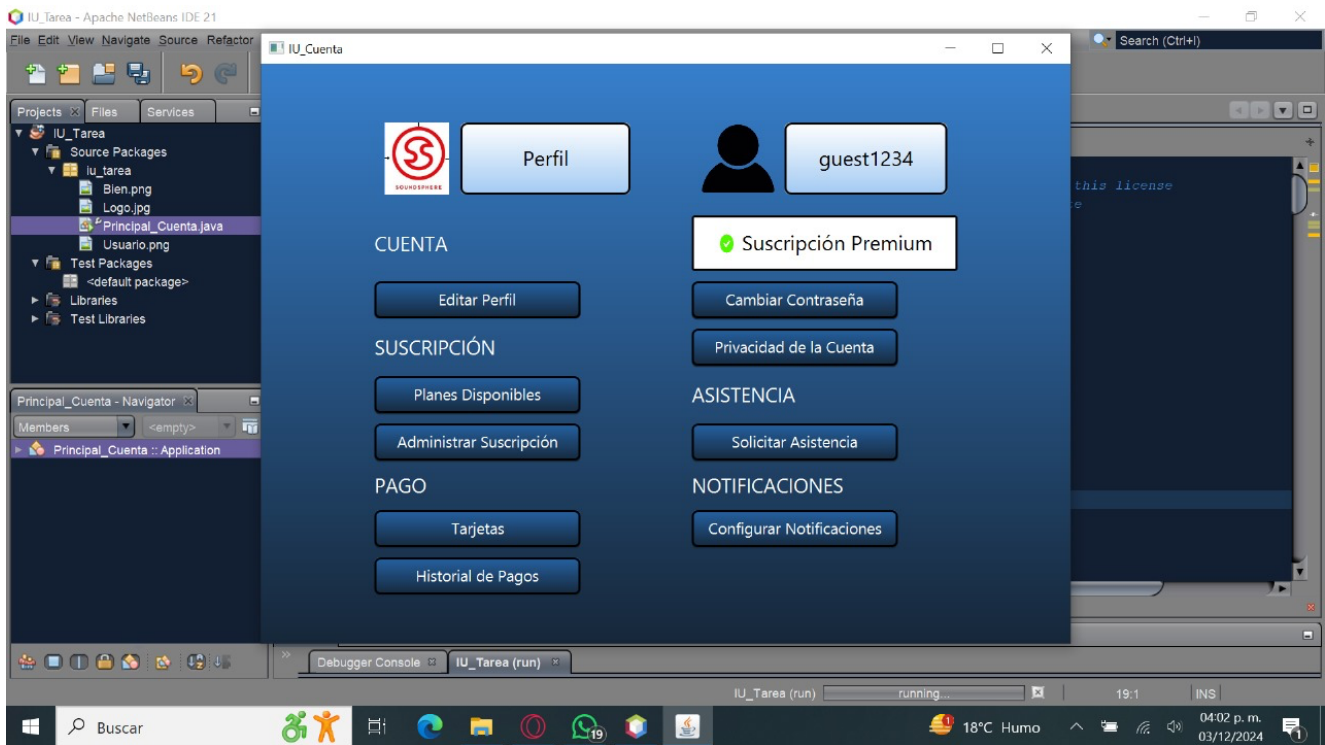 IU_Tarea - Apache NetBeans IDE 21
File Edit View Navigate Source Refactor
Search (Ctrl+I)
IU_Cuenta
Projects Files Services
IU_Tarea
Source Packages
iu_tarea
Bien.png
Logo.jpg
Principal_Cuenta.java
Usuario.png
Test Packages
<default package>
Libraries
Test Libraries
Principal_Cuenta - Navigator
Members <empty>
Principal_Cuenta :: Application
SOUNDSPHERE
Perfil
guest1234
CUENTA
Suscripción Premium
Editar Perfil
Cambiar Contraseña
SUSCRIPCIÓN
Privacidad de la Cuenta
Planes Disponibles
ASISTENCIA
Administrar Suscripción
Solicitar Asistencia
PAGO
NOTIFICACIONES
Tarjetas
Configurar Notificaciones
Historial de Pagos
this license
Debugger Console IU_Tarea (run)
IU_Tarea (run) running... 19:1 INS
Buscar
19
1
18°C Humo
04:02 p. m.
03/12/2024
1